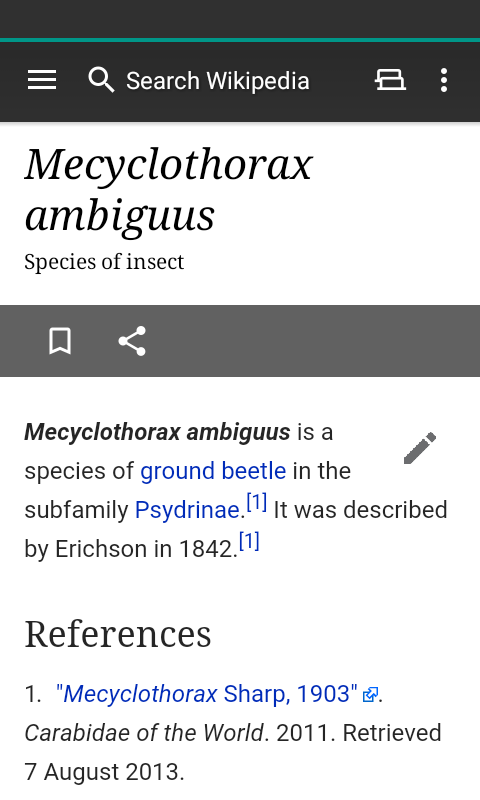 Search Wikipedia
Mecyclothorax
ambiguus
Species of insect
Mecyclothorax ambiguus is a
species of ground beetle in the
subfamily Psydrinae.[1] It was described
by Erichson in 1842.[1]
References
1. "Mecyclothorax Sharp, 1903".
Carabidae of the World. 2011. Retrieved
7 August 2013.